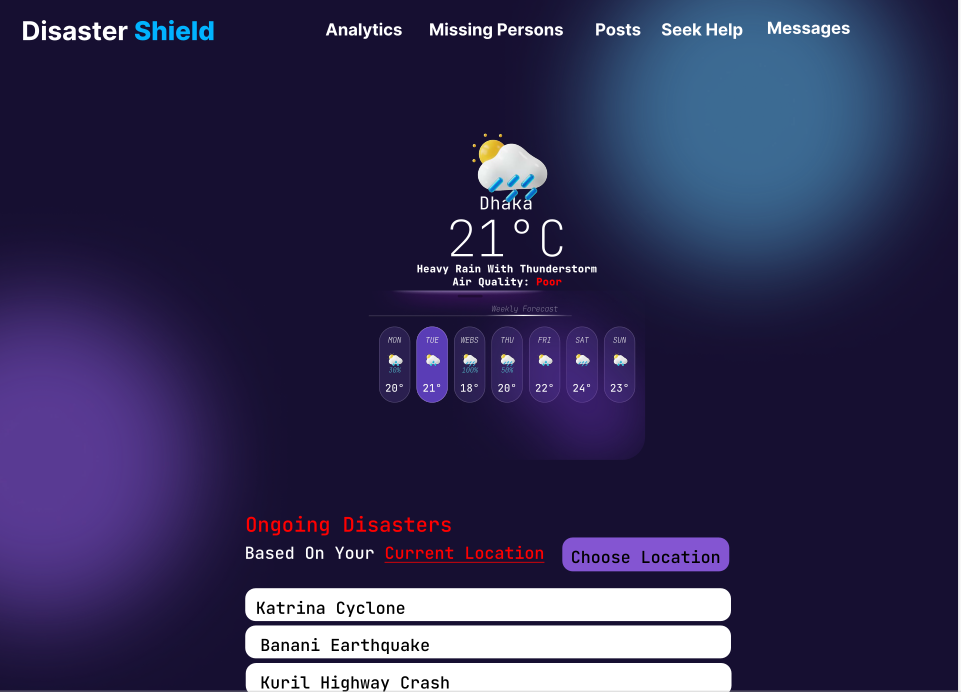 Disaster Shield Analytics Missing Persons Posts Seek Help Messages
Dhaka
21°C
Heavy Rain With Thunderstorm
Air Quality: Poor
Weekly Forecast
MON TUE WEBS THU FRI SAT SUN
30% 100% 50%
20° 21° 18° 20° 22° 24° 23°
Ongoing Disasters
Based On Your Current Location Choose Location
Katrina Cyclone
Banani Earthquake
Kuril Highway Crash